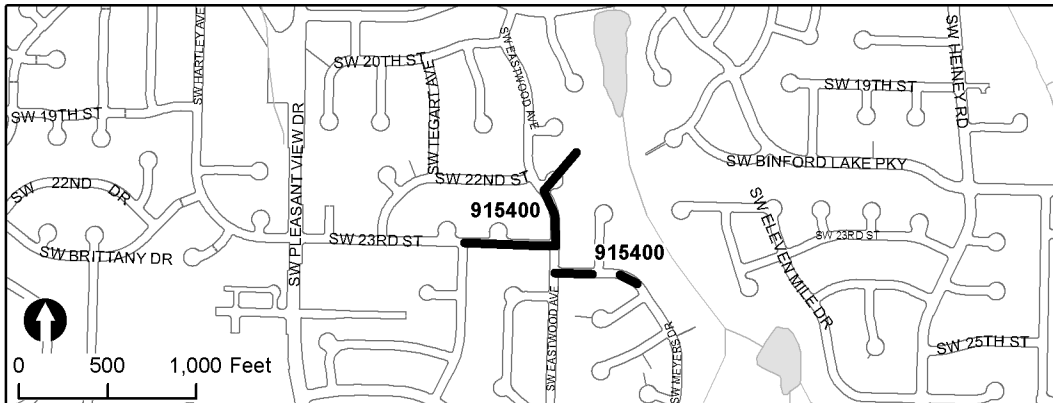 SW HARTLEY AVE
SW EASTWOOD AVE
SW HEINEY RD
SW 20TH ST
SW TEGART AVE
SW 19TH ST
SW 19TH ST
SW PLEASANT VIEW DR
SW BINFORD LAKE PKY
SW 22ND DR
SW 22ND ST
915400
SW ELEVEN MILE DR
SW 23RD ST
SW 23RD ST
SW BRITTANY DR
915400
SW EASTWOOD AVE
SW MEYERS DR
SW 25TH ST
0 500 1,000 Feet